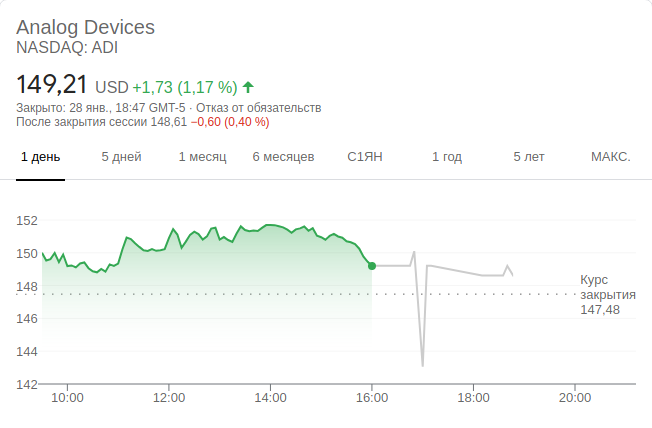 Analog Devices
NASDAQ: ADI
149,21 USD +1,73 (1,17 %)
Закрыто: 28 янв., 18:47 GMT-5 · Отказ от обязательств
После закрытия сессии 148,61 −0,60 (0,40 %)
1 день 5 дней 1 месяц 6 месяцев С1ЯН 1 год 5 лет МАКС.
152
150
148
146
144
142
Курс
закрытия
147,48
10:00 12:00 14:00 16:00 18:00 20:00